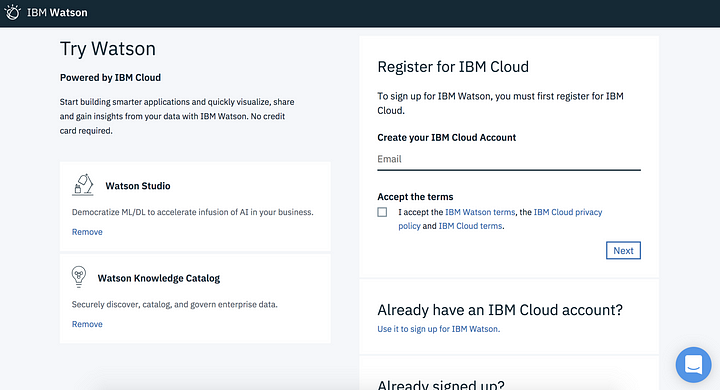 IBM Watson
Try Watson
Powered by IBM Cloud
Start building smarter applications and quickly visualize, share
and gain insights from your data with IBM Watson. No credit
card required.
Watson Studio
Democratize ML/DL to accelerate infusion of AI in your business.
Remove
Watson Knowledge Catalog
Securely discover, catalog, and govern enterprise data.
Remove
Register for IBM Cloud
To sign up for IBM Watson, you must first register for IBM
Cloud.
Create your IBM Cloud Account
Email
Accept the terms
I accept the IBM Watson terms, the IBM Cloud privacy
policy and IBM Cloud terms.
Next
Already have an IBM Cloud account?
Use it to sign up for IBM Watson.
Already signed up?